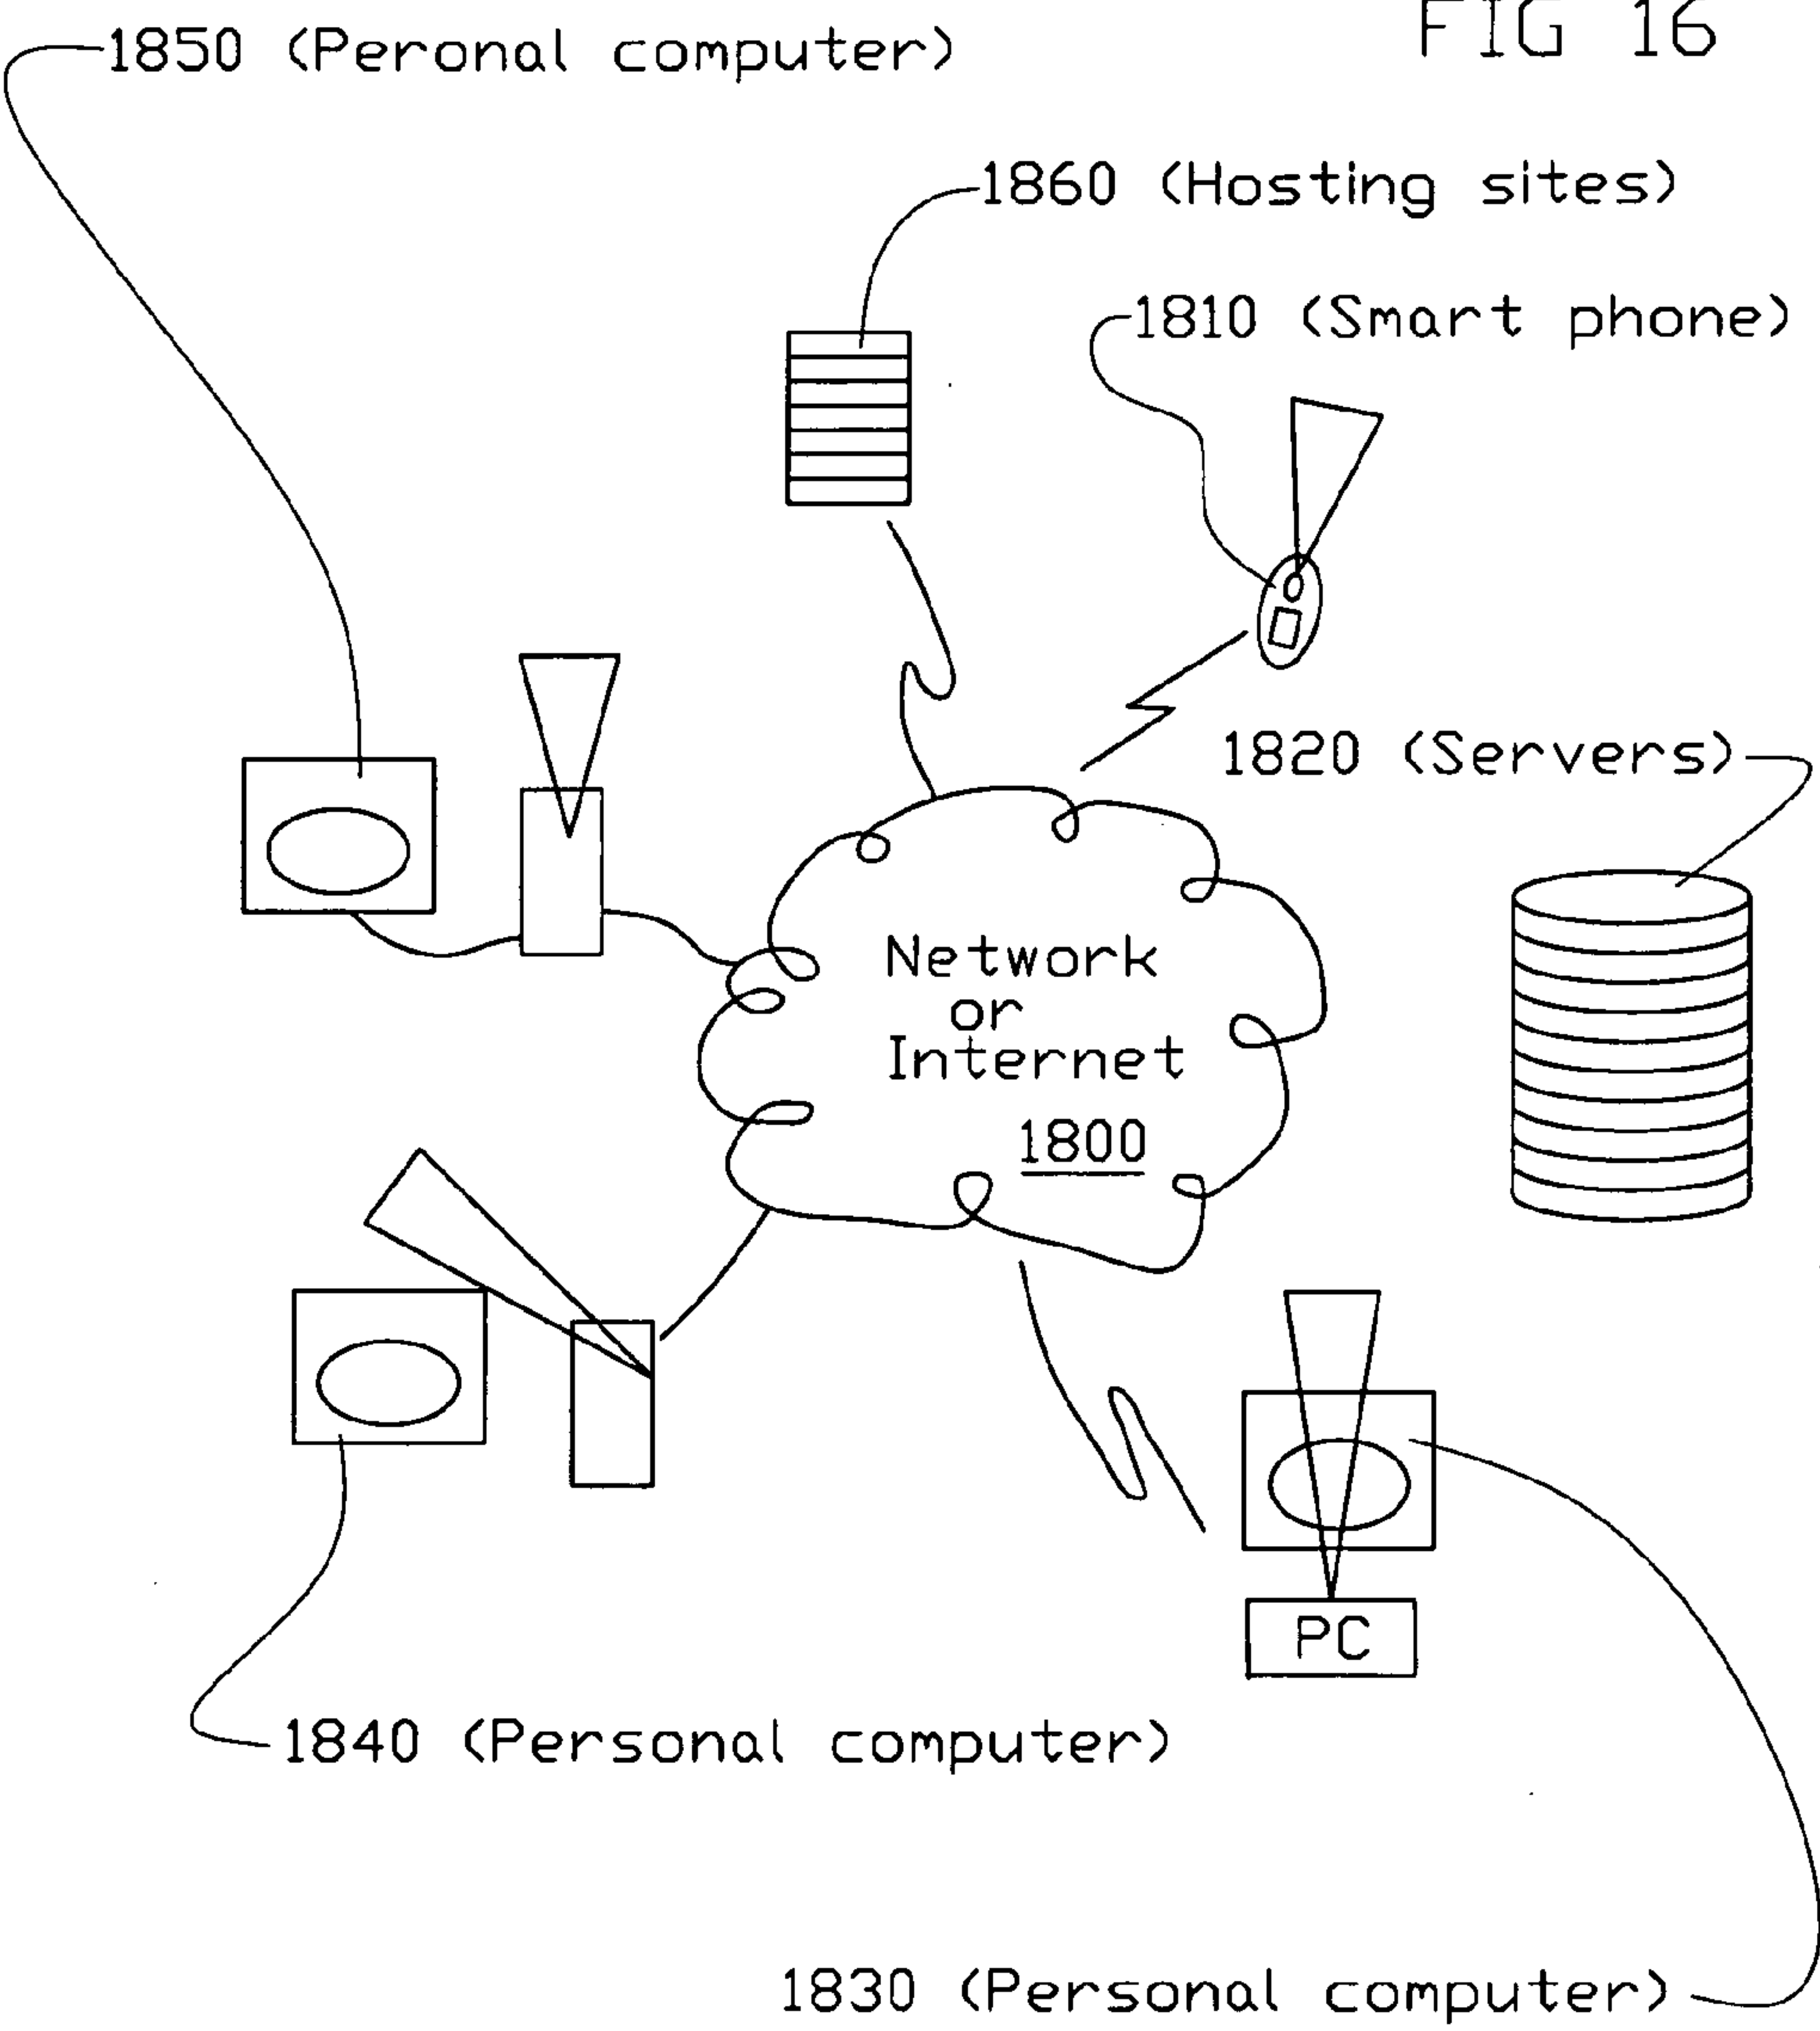 FIG 16
1850 (Peronal computer)
1860 (Hosting sites)
1810 (Smart phone)
1820 (Servers)
Network
or
Internet
1800
PC
1840 (Personal computer)
1830 (Personal computer)